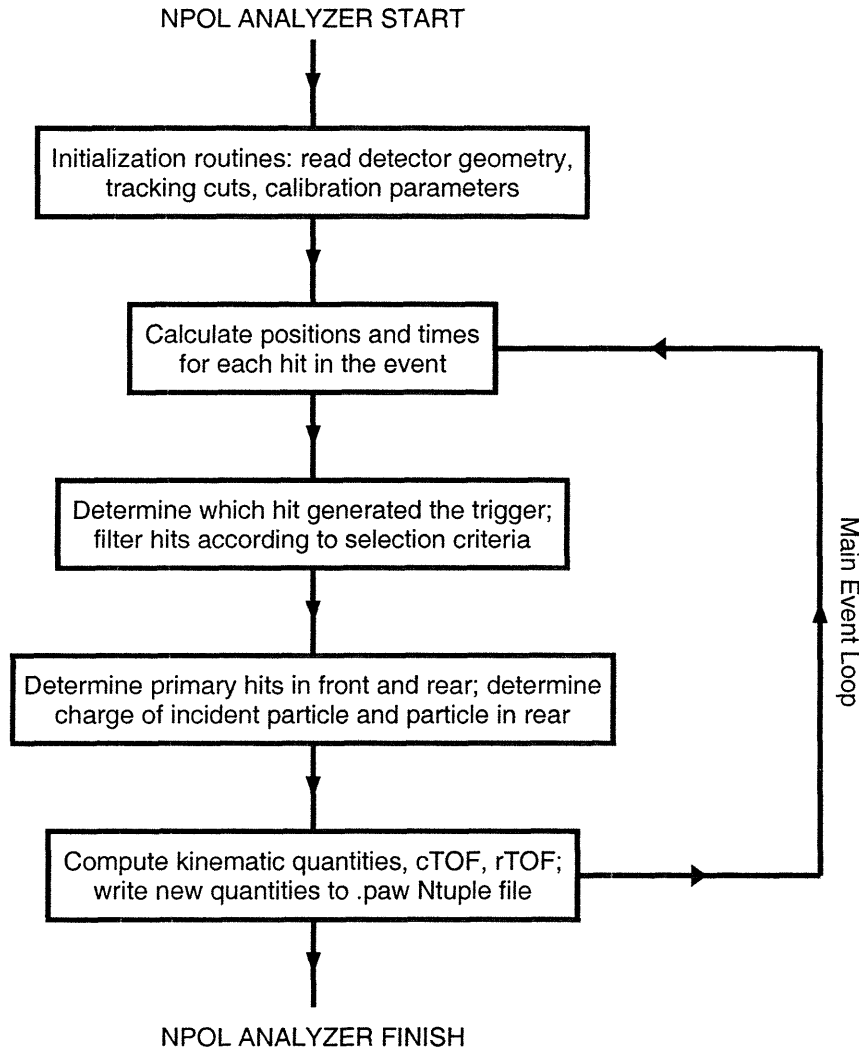 NPOL ANALYZER START
Initialization routines: read detector geometry,
tracking cuts, calibration parameters
Calculate positions and times
for each hit in the event
Determine which hit generated the trigger;
filter hits according to selection criteria
Main Event Loop
Determine primary hits in front and rear; determine
charge of incident particle and particle in rear
Compute kinematic quantities, cTOF, rTOF;
write new quantities to .paw Ntuple file
NPOL ANALYZER FINISH